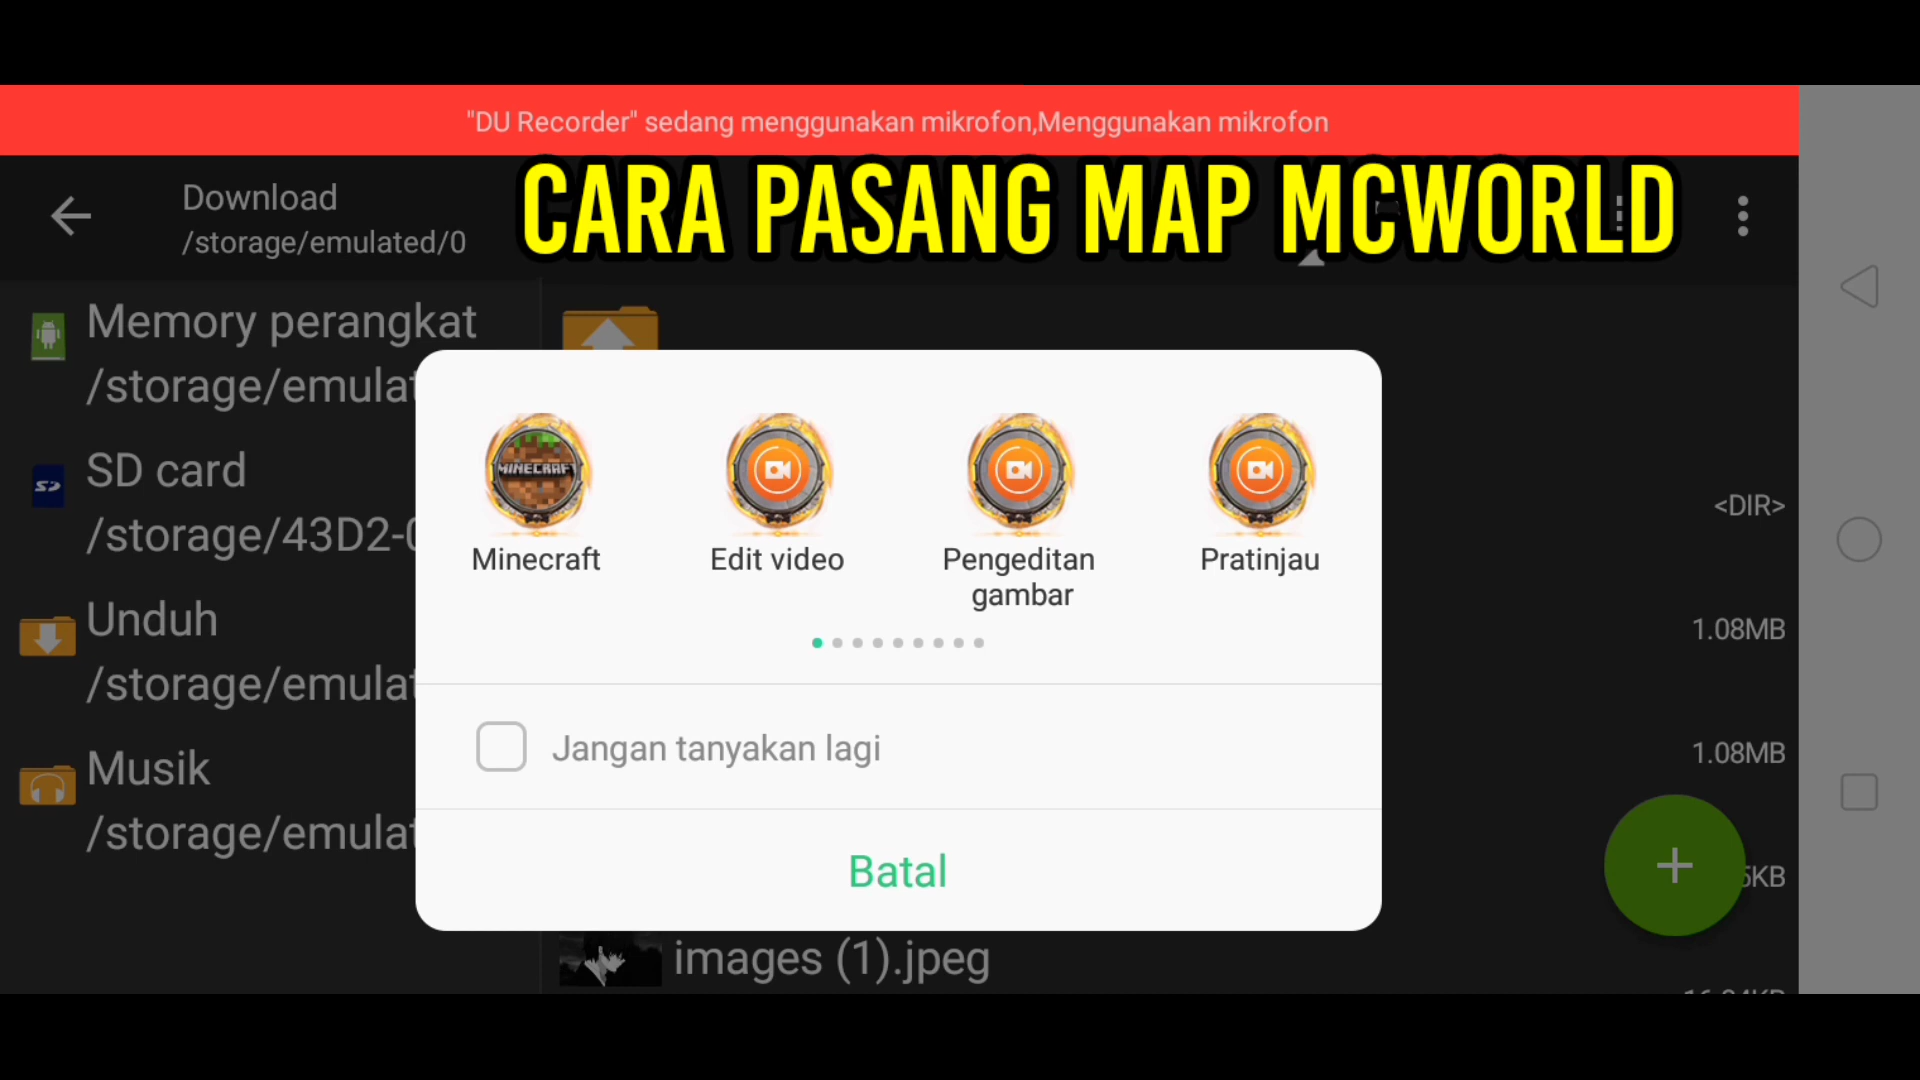 "DU Recorder" sedang menggunakan mikrofon,Menggunakan mikrofon
CARA PASANG MAP MCWORLD
Download
/storage/emulated/0
Memory perangkat
/storage/emulat
SD card
/storage/43D2-0
Unduh
/storage/emulat
Musik
/storage/emulat
MINECRAFT
Minecraft
Edit video
Pengeditan
gambar
Pratinjau
Jangan tanyakan lagi
Batal
<DIR>
1.08MB
1.08MB
5KB
images (1).jpeg